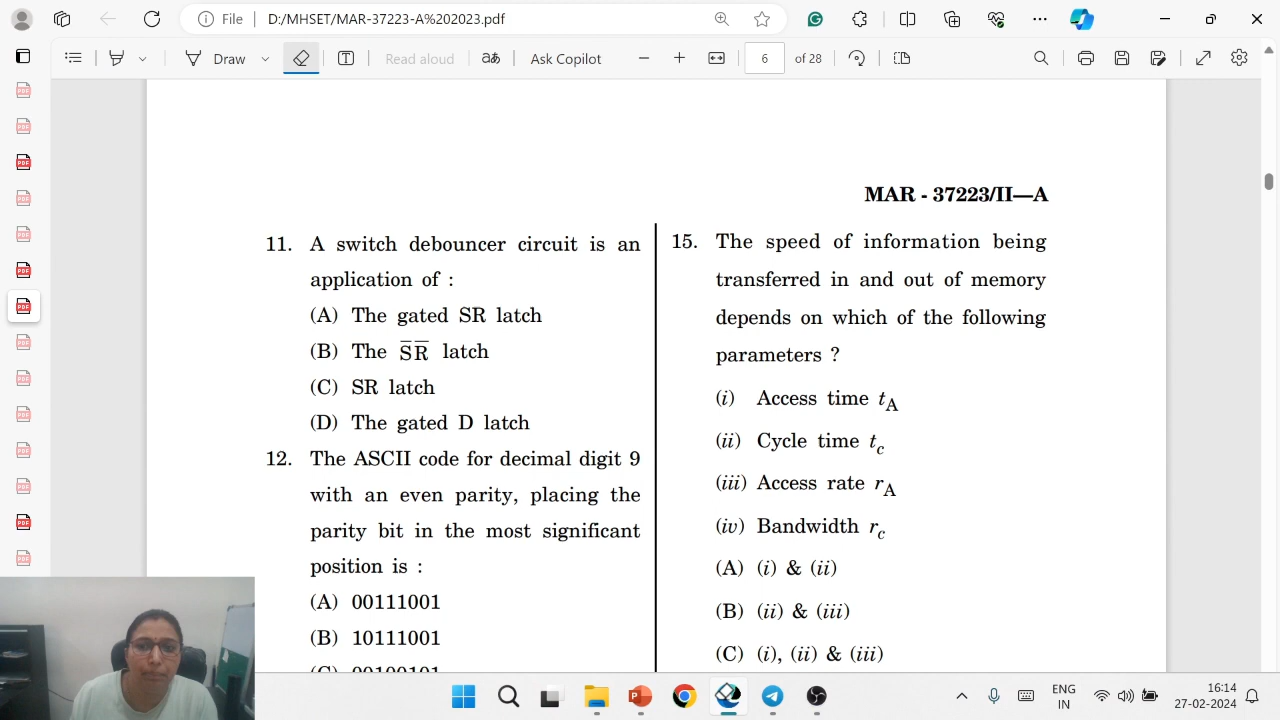 File
D:/MHSET/MAR-37223-A%202023.pdf
Draw
Read aloud
Ask Copilot
6
of 28
MAR - 37223/II—A
11. A switch debouncer circuit is an
application of :
(A) The gated SR latch
(B) The S̅R̅ latch
(C) SR latch
(D) The gated D latch
12. The ASCII code for decimal digit 9
with an even parity, placing the
parity bit in the most significant
position is :
(A) 00111001
(B) 10111001
(C) 00100101
15. The speed of information being
transferred in and out of memory
depends on which of the following
parameters ?
(i) Access time tA
(ii) Cycle time tc
(iii) Access rate rA
(iv) Bandwidth rc
(A) (i) & (ii)
(B) (ii) & (iii)
(C) (i), (ii) & (iii)
ENG
IN
16:14
27-02-2024